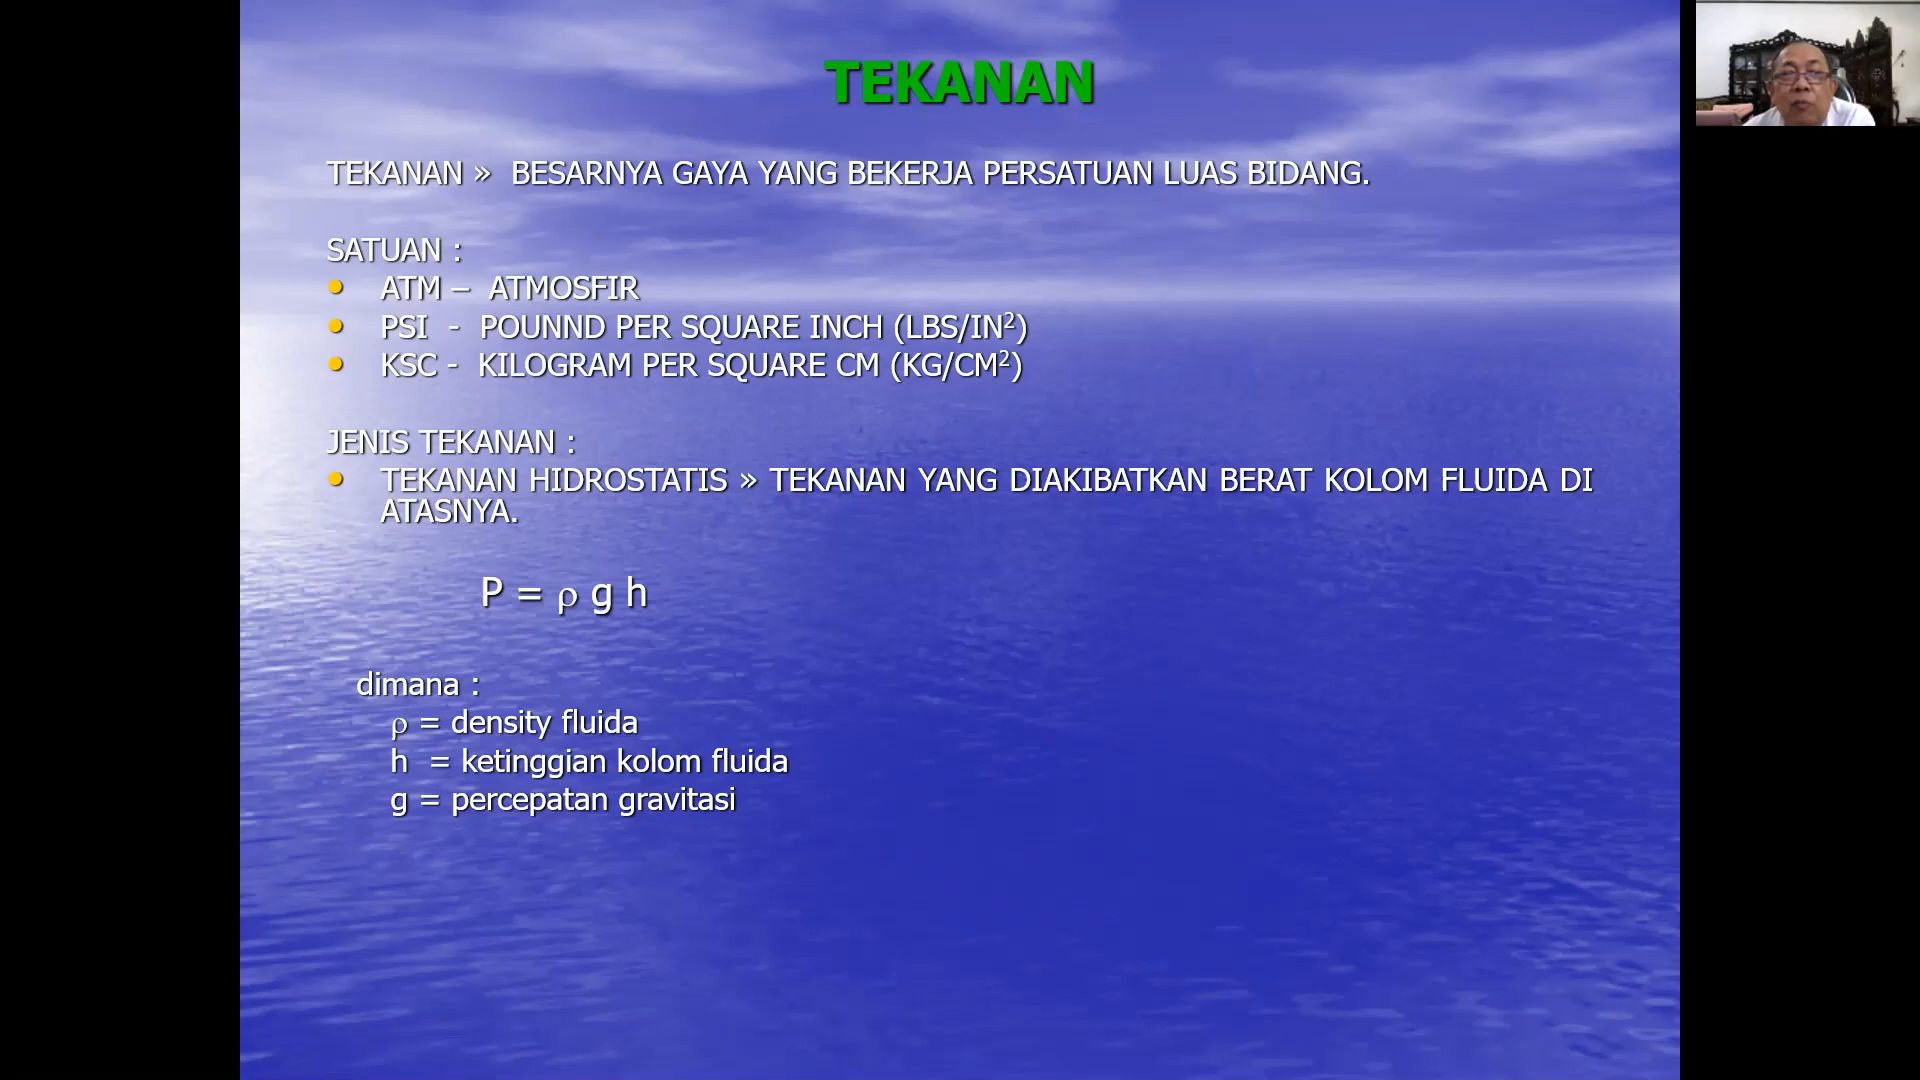 TEKANAN
TEKANAN » BESARNYA GAYA YANG BEKERJA PERSATUAN LUAS BIDANG.
SATUAN :
• ATM – ATMOSFIR
• PSI - POUNND PER SQUARE INCH (LBS/IN²)
• KSC - KILOGRAM PER SQUARE CM (KG/CM²)
JENIS TEKANAN :
• TEKANAN HIDROSTATIS » TEKANAN YANG DIAKIBATKAN BERAT KOLOM FLUIDA DI
ATASNYA.
P = ρ g h
dimana :
ρ = density fluida
h = ketinggian kolom fluida
g = percepatan gravitasi